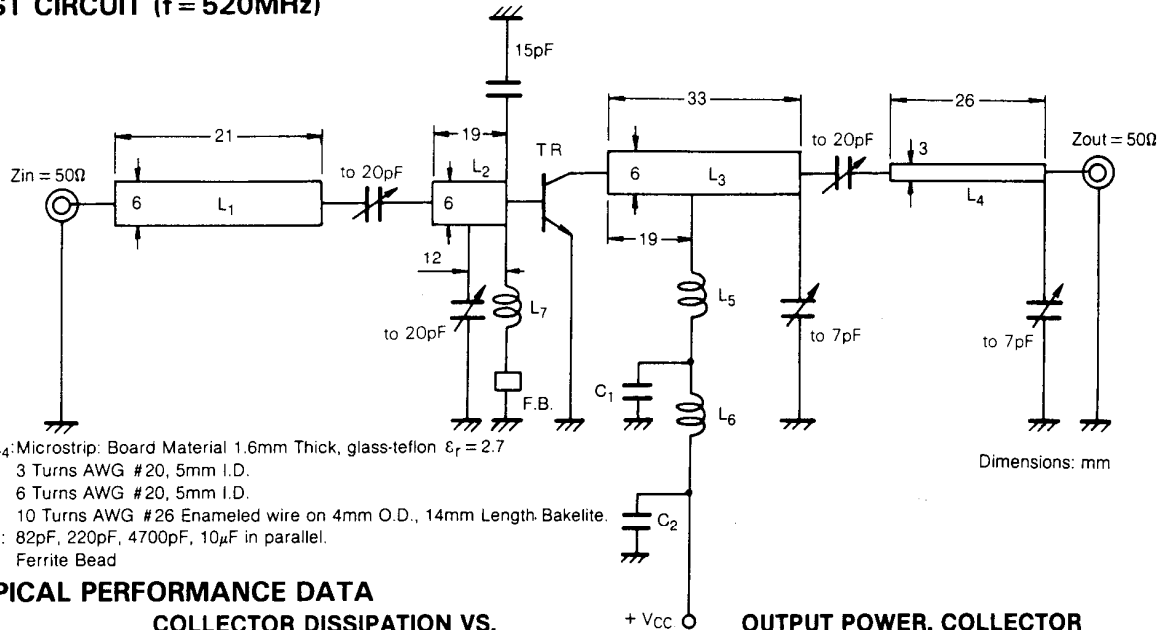 ST CIRCUIT (f = 520MHz)
15pF
21
19
33
26
Zin = 50Ω
6
L1
to 20pF
L2
6
TR
6
L3
to 20pF
3
L4
Zout = 50Ω
12
19
to 20pF
L7
L5
to 7pF
to 7pF
F.B.
C1
L6
4:Microstrip: Board Material 1.6mm Thick, glass-teflon εr = 2.7
3 Turns AWG #20, 5mm I.D.
6 Turns AWG #20, 5mm I.D.
10 Turns AWG #26 Enameled wire on 4mm O.D., 14mm Length Bakelite.
: 82pF, 220pF, 4700pF, 10μF in parallel.
Ferrite Bead
Dimensions: mm
C2
+ Vcc
PICAL PERFORMANCE DATA
COLLECTOR DISSIPATION VS.
OUTPUT POWER, COLLECTOR